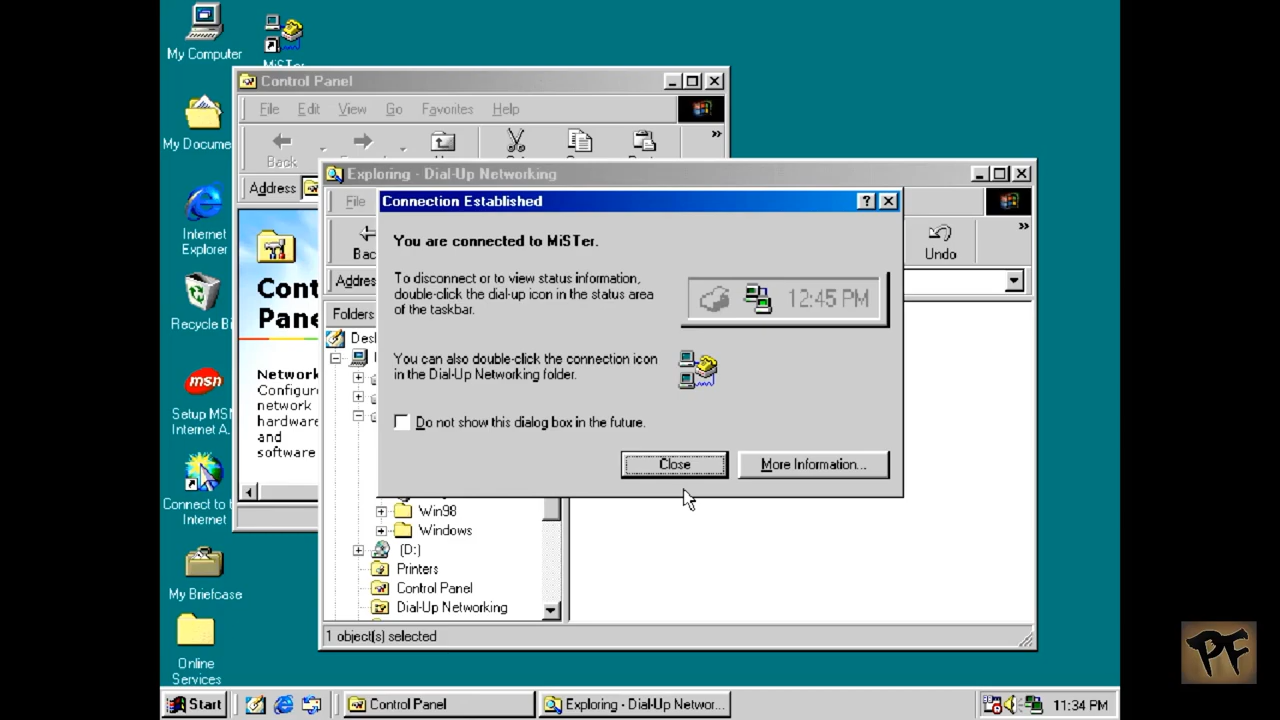 My Computer
MiSTer
Control Panel
File Edit View Go Favorites Help
My Docume
Back
Exploring - Dial-Up Networking
Address
File
Connection Established
Internet
Explorer
You are connected to MiSTer.
Bac
Undo
To disconnect or to view status information,
double-click the dial-up icon in the status area
of the taskbar.
12:45 PM
Addres
Cont
Pane
Folders
Recycle Bi
Desk
You can also double-click the connection icon
in the Dial-Up Networking folder.
Network
Configur
network
hardware
and
software
msn
Setup MS
Internet A.
Do not show this dialog box in the future.
Close
More Information...
Connect to t
Internet
Win98
Windows
(D:)
Printers
Control Panel
Dial-Up Networking
My Briefcase
1 object(s) selected
Online
Services
PF
Start
Control Panel
Exploring - Dial-Up Networ...
11:34 PM